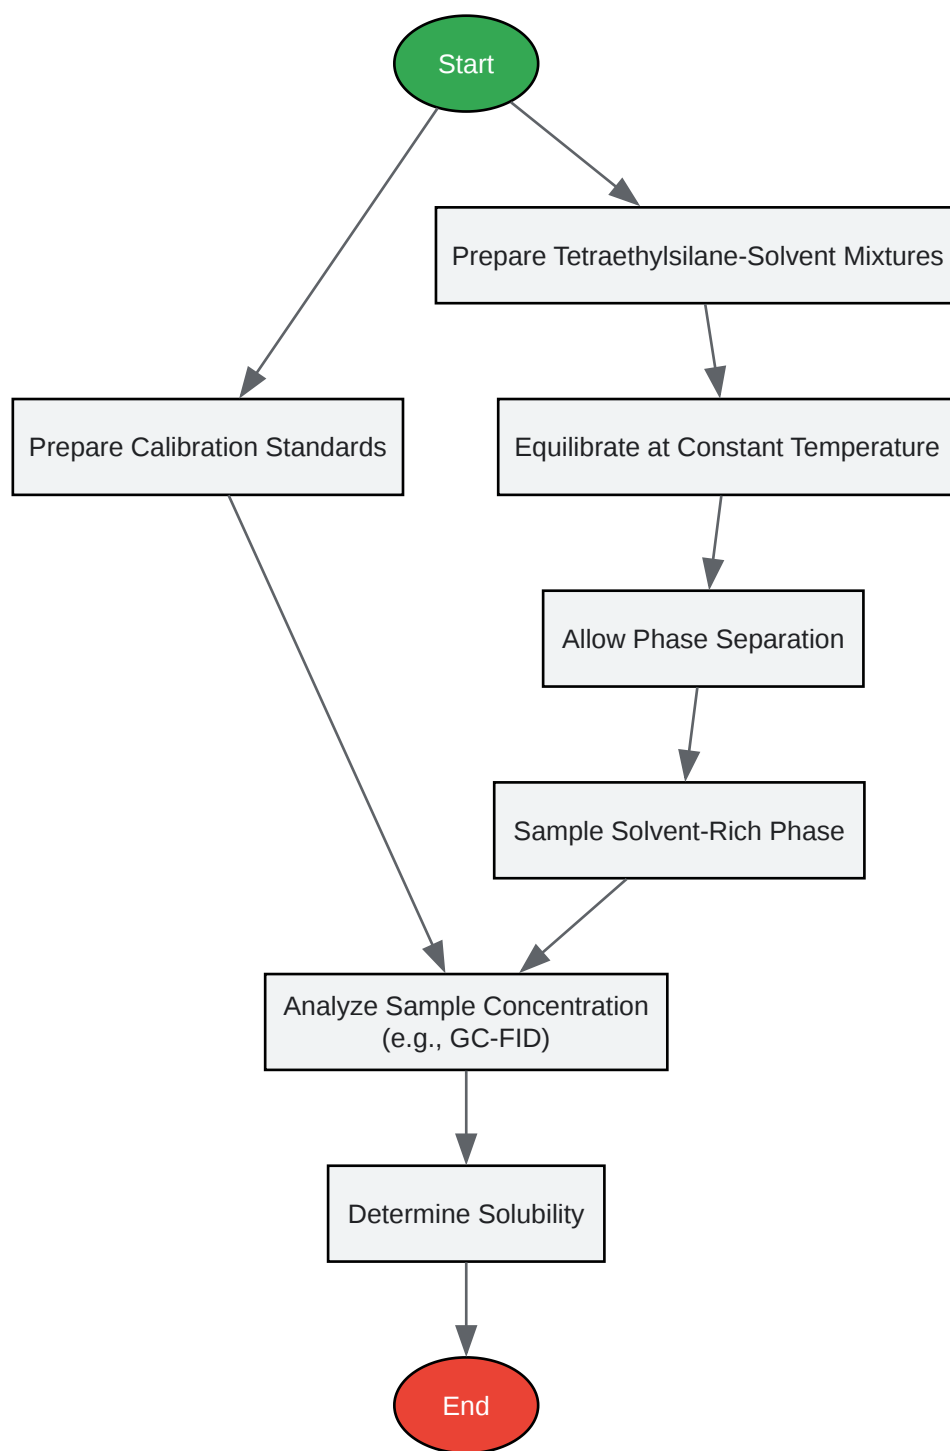 Start
Prepare Tetraethylsilane-Solvent Mixtures
Prepare Calibration Standards
Equilibrate at Constant Temperature
Allow Phase Separation
Sample Solvent-Rich Phase
Analyze Sample Concentration
(e.g., GC-FID)
Determine Solubility
End